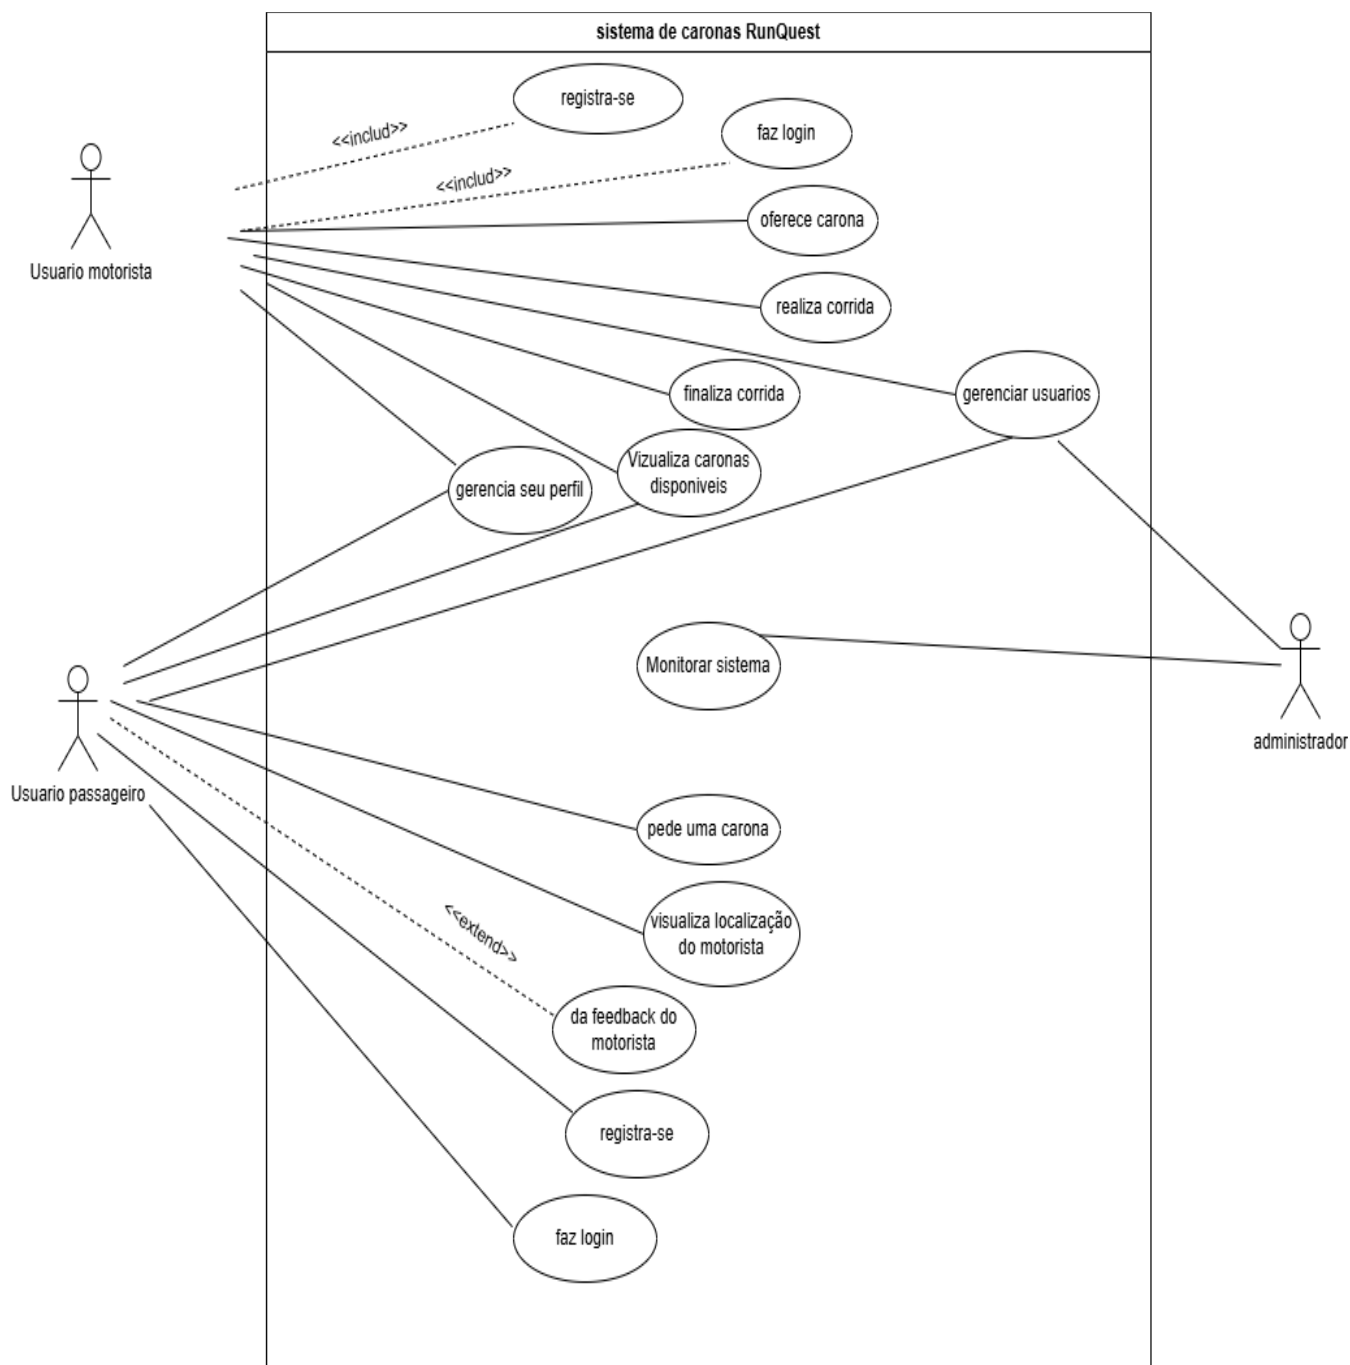 sistema de caronas RunQuest
registra-se
<<includ>>
faz login
<<includ>>
oferece carona
Usuario motorista
realiza corrida
finaliza corrida
gerenciar usuarios
Vizualiza caronas
disponiveis
gerencia seu perfil
Monitorar sistema
administrador
Usuario passageiro
pede uma carona
visualiza localização
do motorista
<<extend>>
da feedback do
motorista
registra-se
faz login